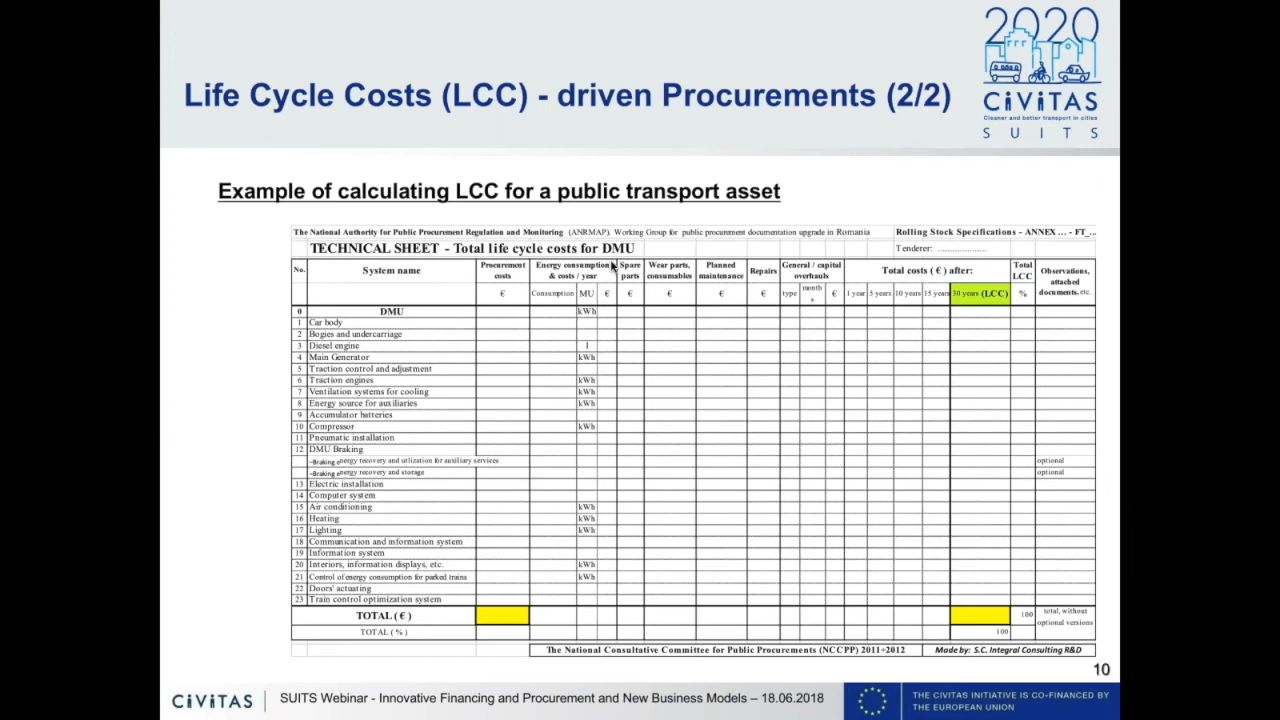 Life Cycle Costs (LCC) - driven Procurements (2/2)
2020
CiViTAS
Cleaner and better transport in cities
S U I T S
Example of calculating LCC for a public transport asset
The National Authority for Public Procurement Regulation and Monitoring (ANRMAP). Working Group for public procurement documentation upgrade in Romania Rolling Stock Specifications - ANNEX ... - FT_...
TECHNICAL SHEET - Total life cycle costs for DMU Tenderer: ....................
No. System name Procurement costs Energy consumption & costs / year Spare parts Wear parts, consumables Planned maintenance Repairs General / capital overhauls Total costs ( € ) after: Total LCC Observations, attached documents, etc.
€ Consumption MU € € € € € type months € 1 year 5 years 10 years 15 years 30 years (LCC) %
0 DMU kWh
1 Car body
2 Bogies and undercarriage
3 Diesel engine l
4 Main Generator kWh
5 Traction control and adjustment
6 Traction engines kWh
7 Ventilation systems for cooling kWh
8 Energy source for auxiliaries kWh
9 Accumulator batteries
10 Compressor kWh
11 Pneumatic installation
12 DMU Braking
-Braking energy recovery and utilization for auxiliary services optional
-Braking energy recovery and storage optional
13 Electric installation
14 Computer system
15 Air conditioning kWh
16 Heating kWh
17 Lighting kWh
18 Communication and information system
19 Information system
20 Interiors, information displays, etc. kWh
21 Control of energy consumption for parked trains kWh
22 Doors' actuating
23 Train control optimization system
TOTAL ( € ) 100 total, without optional versions
TOTAL ( % ) 100
The National Consultative Committee for Public Procurements (NCCPP) 2011÷2012 Made by: S.C. Integral Consulting R&D
10
CiViTAS SUITS Webinar - Innovative Financing and Procurement and New Business Models – 18.06.2018
THE CIVITAS INITIATIVE IS CO-FINANCED BY
THE EUROPEAN UNION